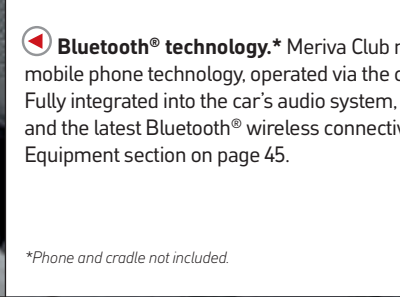 Bluetooth® technology.* Meriva Club
mobile phone technology, operated via the
Fully integrated into the car's audio system,
and the latest Bluetooth® wireless
Equipment section on page 45.
*Phone and cradle not included.